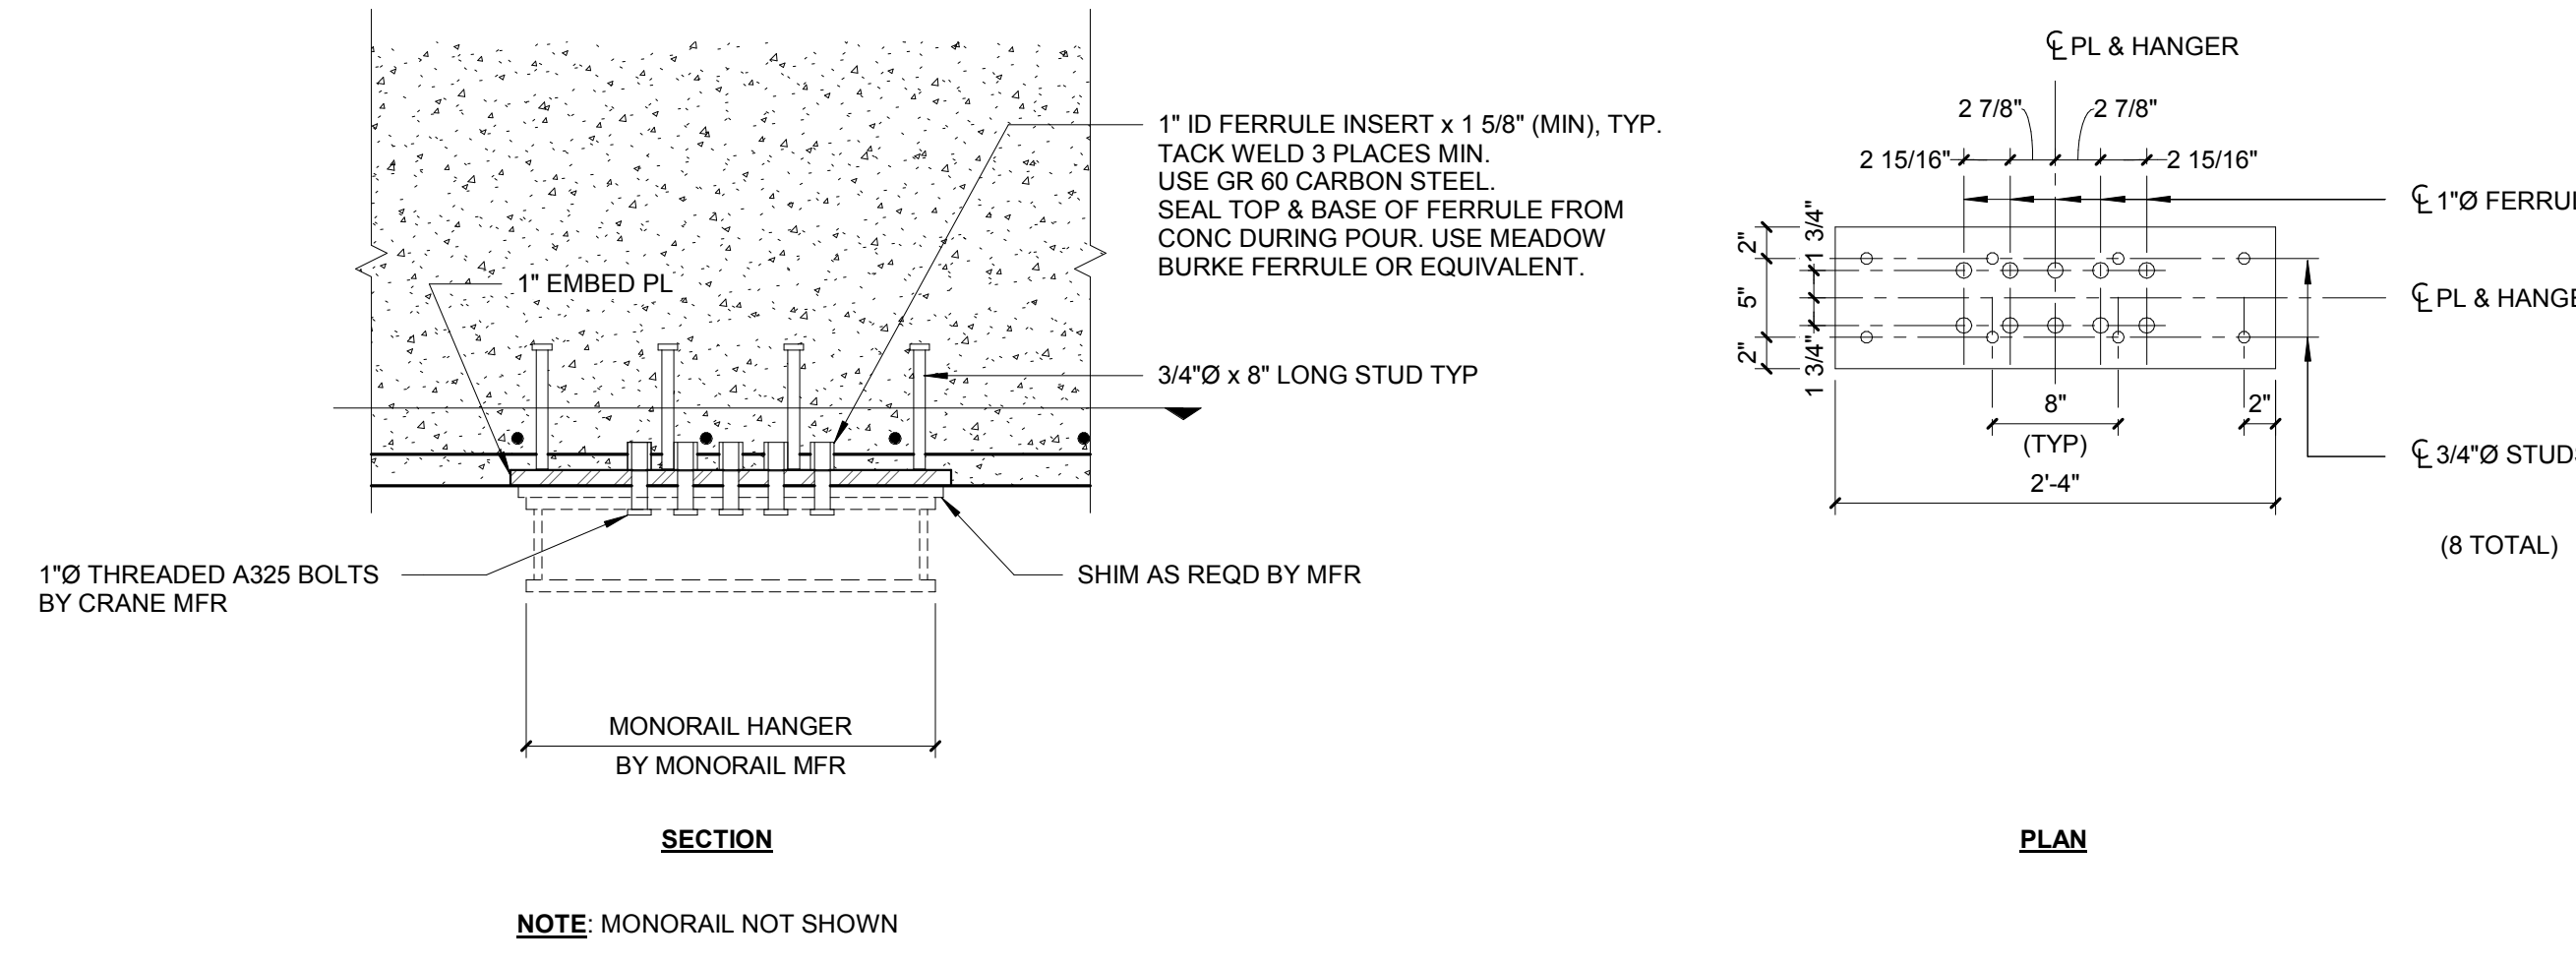 1" ID FERRULE INSERT x 1 5/8" (MIN), TYP.
TACK WELD 3 PLACES MIN.
USE GR 60 CARBON STEEL.
SEAL TOP & BASE OF FERRULE FROM
CONC DURING POUR. USE MEADOW
BURKE FERRULE OR EQUIVALENT.
1" EMBED PL
3/4"Ø x 8" LONG STUD TYP
1"Ø THREADED A325 BOLTS
BY CRANE MFR
SHIM AS REQD BY MFR
MONORAIL HANGER
BY MONORAIL MFR
SECTION
NOTE: MONORAIL NOT SHOWN
℄ PL & HANGER
2 7/8" 2 7/8"
2 15/16" 2 15/16"
℄ 1"Ø
2" 1 3/4"
5"
2" 1 3/4"
℄ PL &
8" 2"
(TYP)
2'-4"
℄ 3/4"Ø
(8 TOTAL)
PLAN